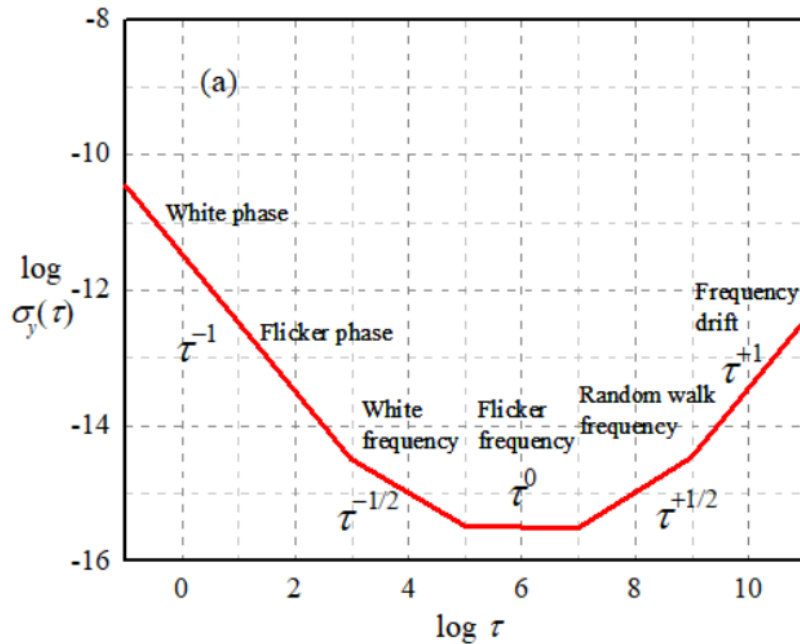 -8
(a)
-10
White phase
log
σy(τ)
-12
Frequency
drift
Flicker phase
τ−1
τ+1
White
frequency
Flicker
frequency
Random walk
frequency
-14
τ−1/2
τ0
τ+1/2
-16
0 2 4 6 8 10
log τ